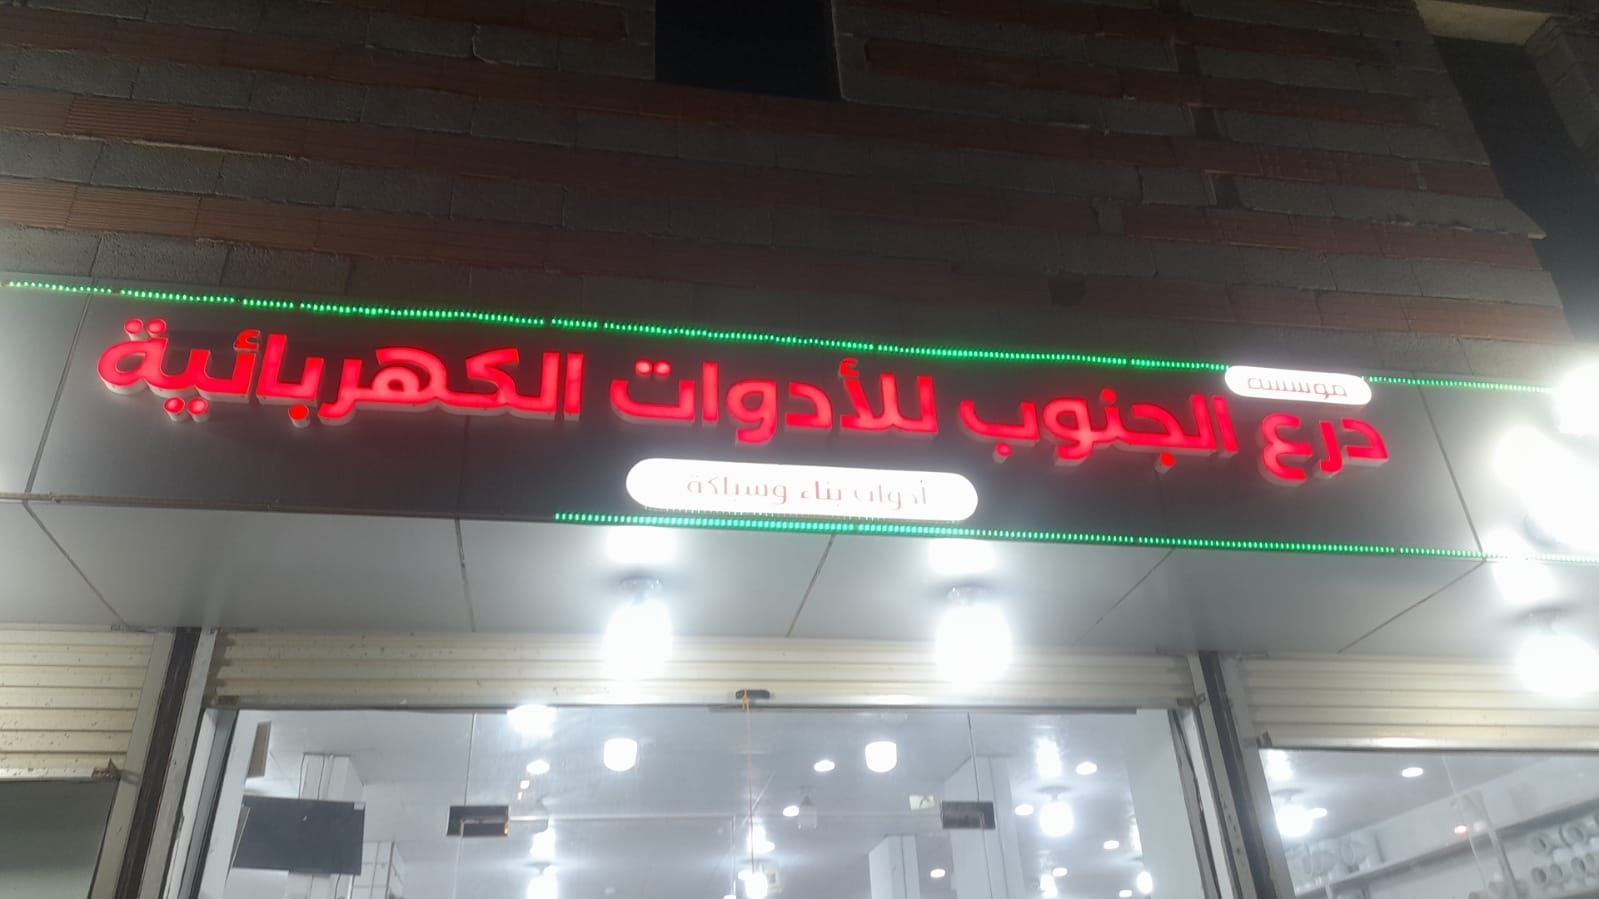 مؤسسة
درع الجنوب للأدوات الكهربائية
أدوات بناء وسباكة